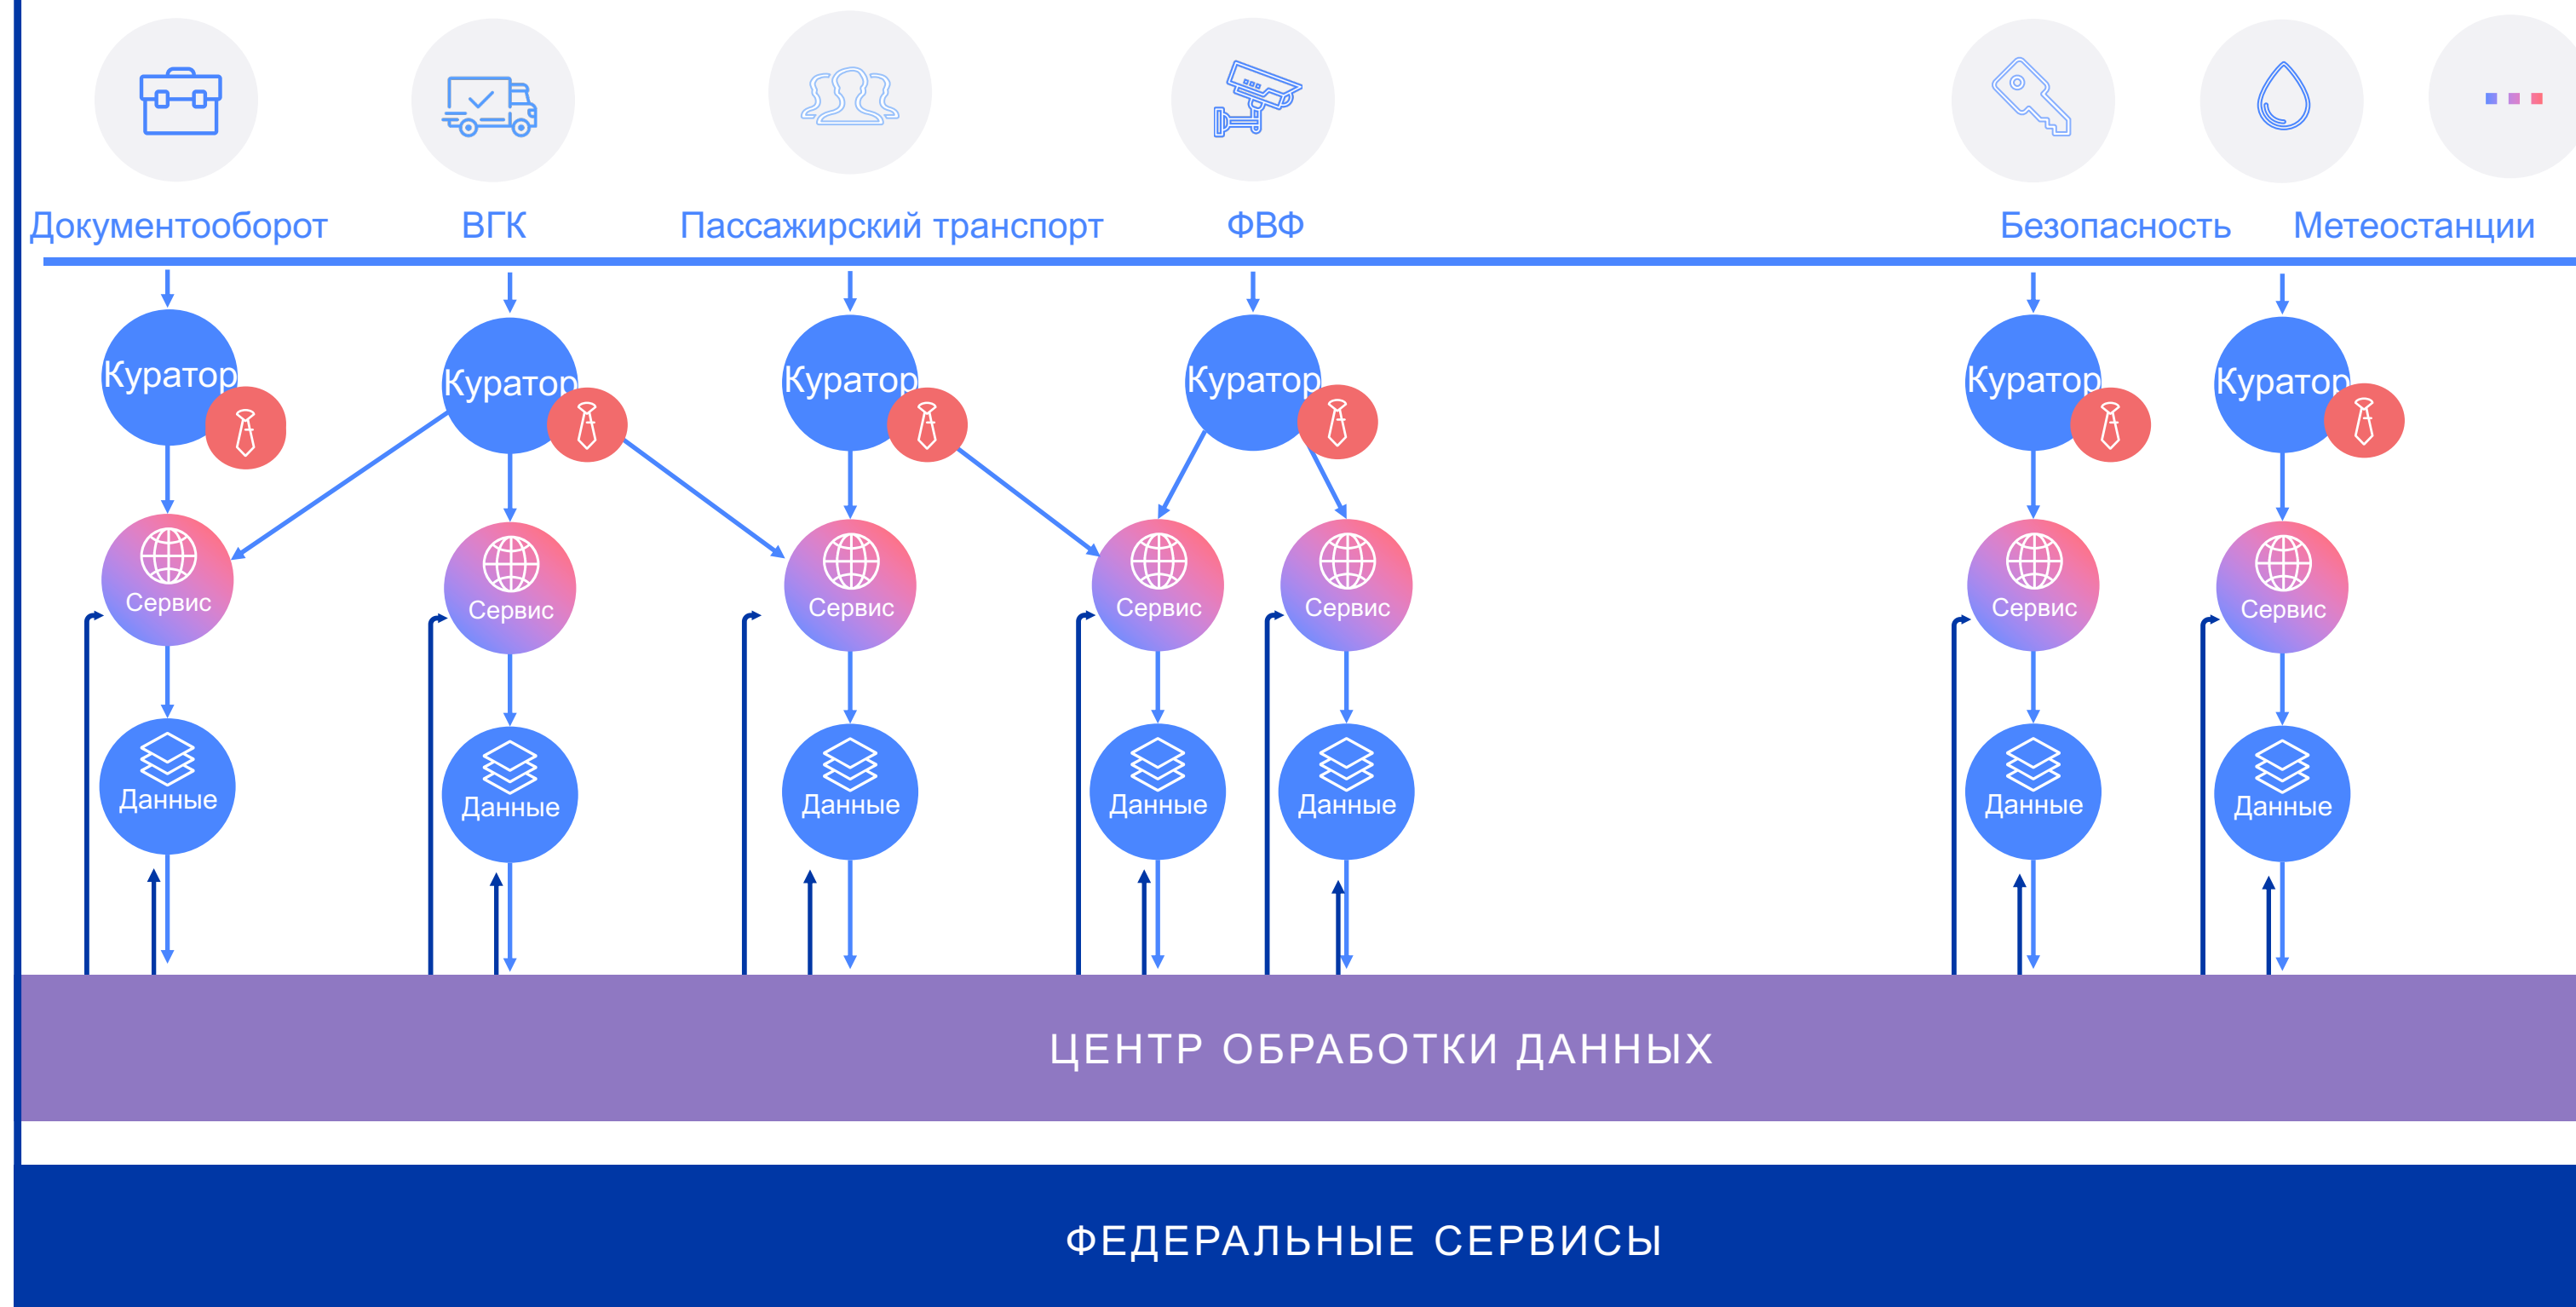 Документооборот
ВГК
Пассажирский транспорт
ФВФ
Безопасность
Метеостанции
Куратор
Куратор
Куратор
Куратор
Куратор
Куратор
Сервис
Сервис
Сервис
Сервис
Сервис
Сервис
Сервис
Данные
Данные
Данные
Данные
Данные
Данные
Данные
ЦЕНТР ОБРАБОТКИ ДАННЫХ
ФЕДЕРАЛЬНЫЕ СЕРВИСЫ